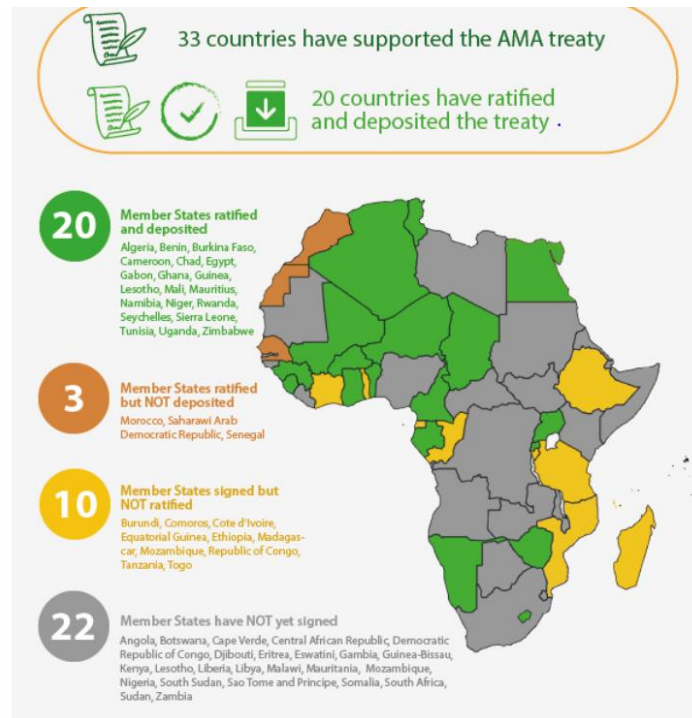 33 countries have supported the AMA treaty
20 countries have ratified
and deposited the treaty .
20
Member States ratified
and deposited
Algeria, Benin, Burkina Faso,
Cameroon, Chad, Egypt,
Gabon, Ghana, Guinea,
Lesotho, Mali, Mauritius,
Namibia, Niger, Rwanda,
Seychelles, Sierra Leone,
Tunisia, Uganda, Zimbabwe
3
Member States ratified
but NOT deposited
Morocco, Saharawi Arab
Democratic Republic, Senegal
10
Member States signed but
NOT ratified
Burundi, Comoros, Cote d'Ivoire,
Equatorial Guinea, Ethiopia, Madagas-
car, Mozambique, Republic of Congo,
Tanzania, Togo
22
Member States have NOT yet signed
Angola, Botswana, Cape Verde, Central African Republic, Democratic
Republic of Congo, Djibouti, Eritrea, Eswatini, Gambia, Guinea-Bissau,
Kenya, Lesotho, Liberia, Libya, Malawi, Mauritania, Mozambique,
Nigeria, South Sudan, Sao Tome and Principe, Somalia, South Africa,
Sudan, Zambia